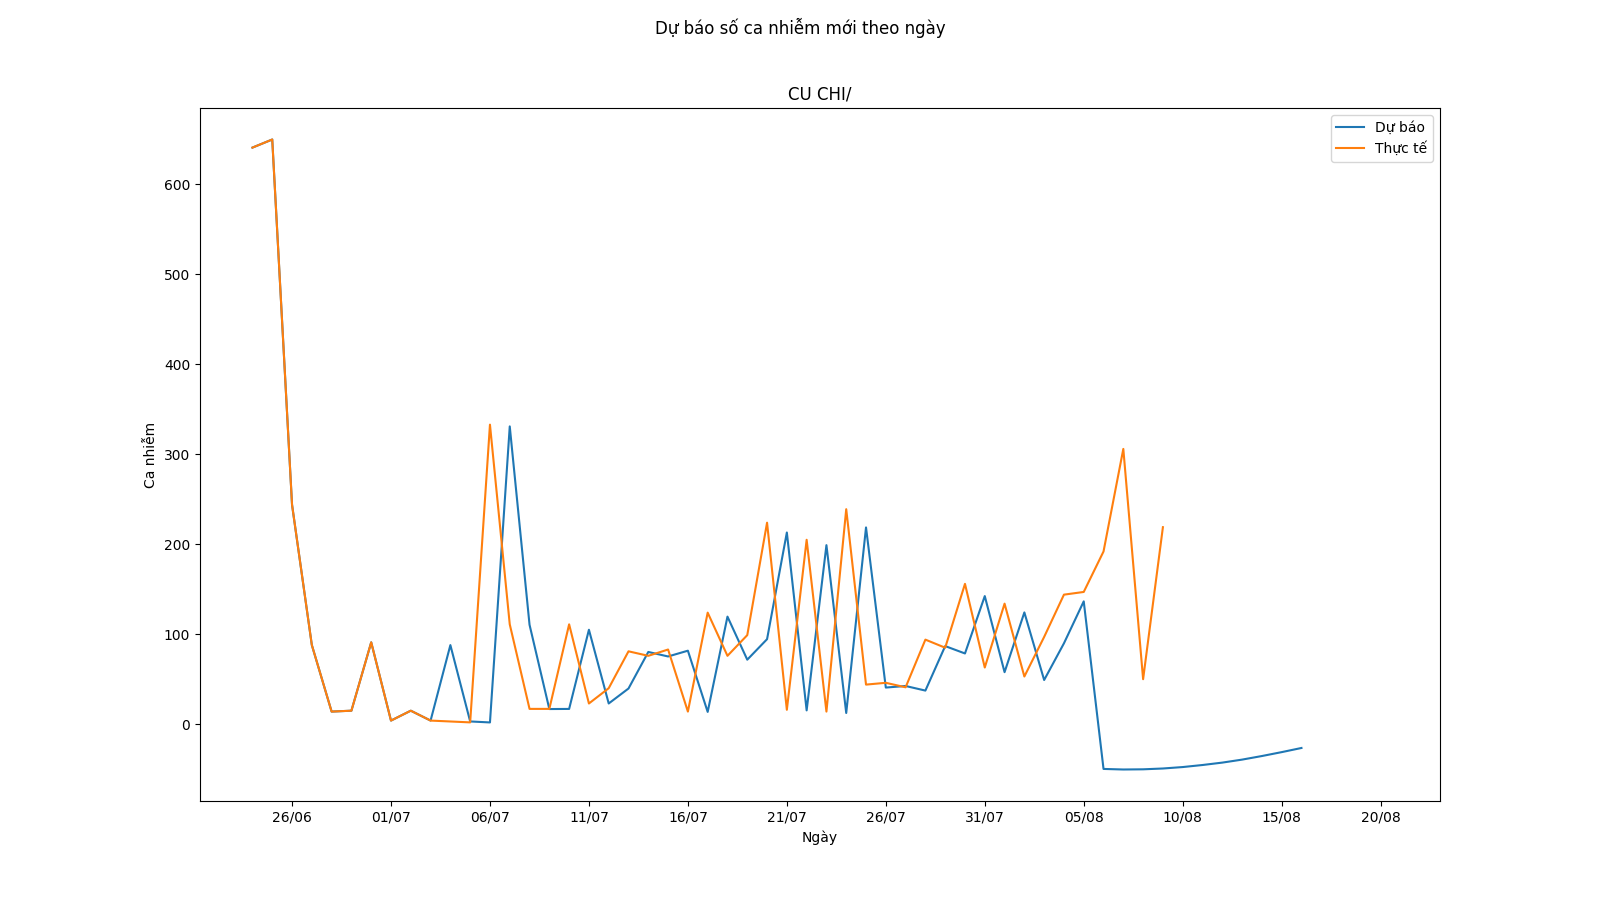 Dự báo số ca nhiễm mới theo ngày
CU CHI/
Dự báo
Thực tế
600
500
400
300
200
100
0
Ca nhiễm
26/06 01/07 06/07 11/07 16/07 21/07 26/07 31/07 05/08 10/08 15/08 20/08
Ngày